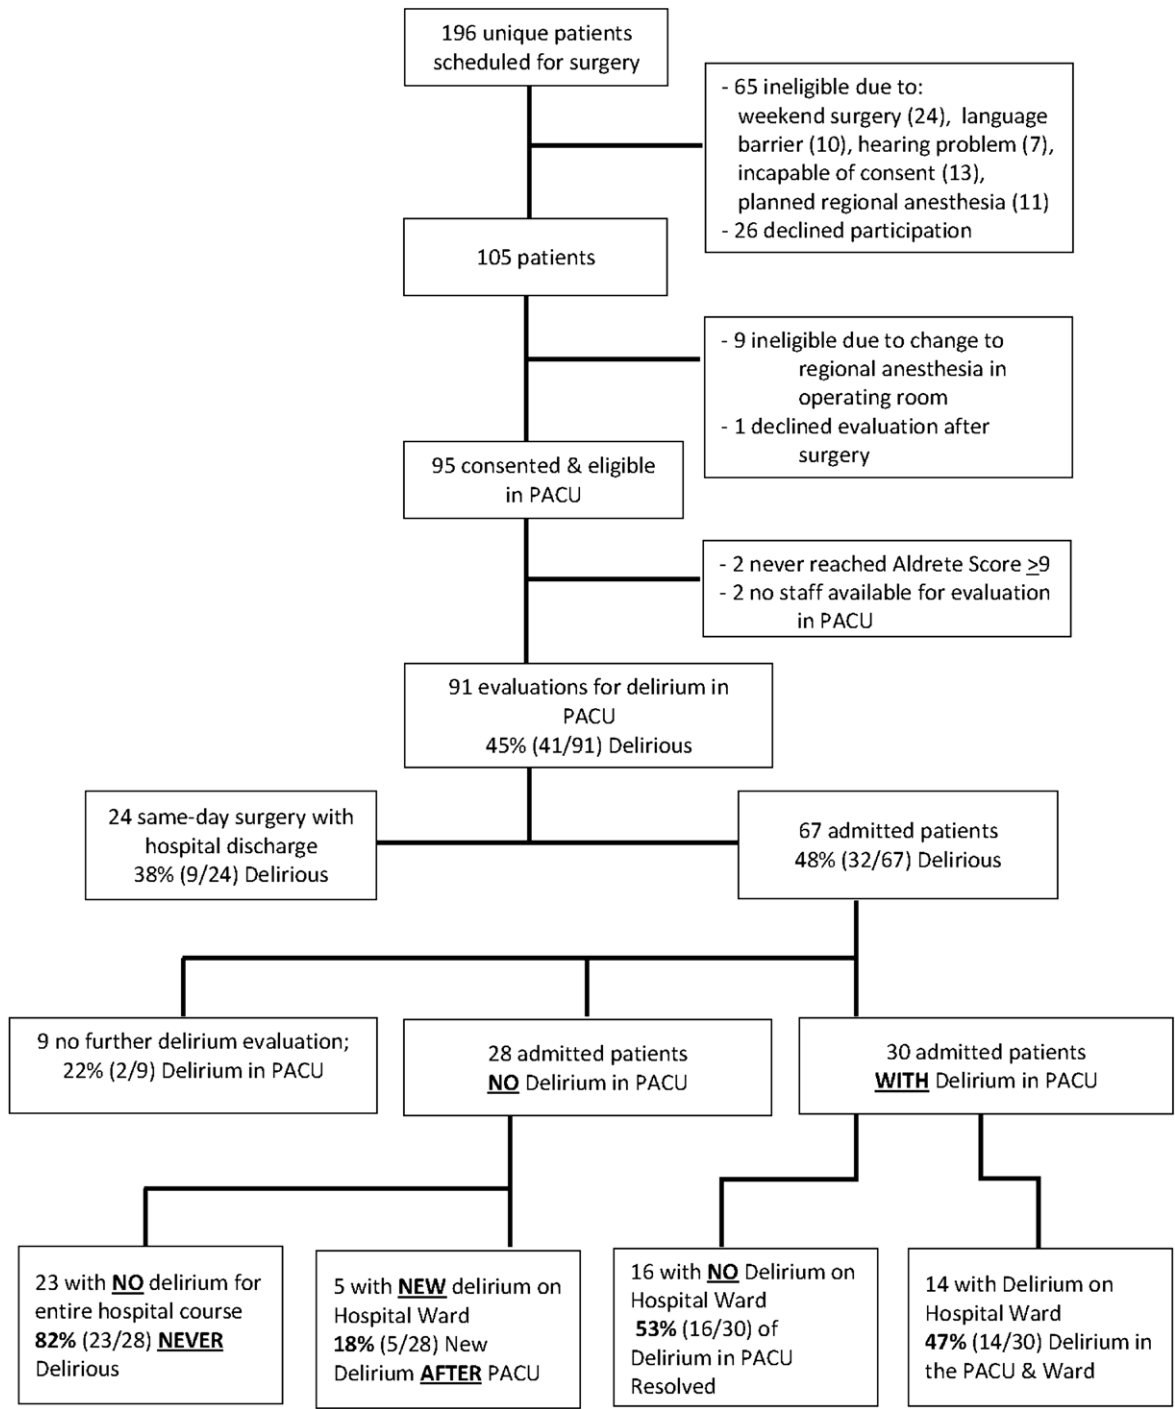 196 unique patients
scheduled for surgery
- 65 ineligible due to:
weekend surgery (24), language
barrier (10), hearing problem (7),
incapable of consent (13),
planned regional anesthesia (11)
- 26 declined participation
105 patients
- 9 ineligible due to change to
regional anesthesia in
operating room
- 1 declined evaluation after
surgery
95 consented & eligible
in PACU
- 2 never reached Aldrete Score ≥9
- 2 no staff available for evaluation
in PACU
91 evaluations for delirium in
PACU
45% (41/91) Delirious
24 same-day surgery with
hospital discharge
38% (9/24) Delirious
67 admitted patients
48% (32/67) Delirious
9 no further delirium evaluation;
22% (2/9) Delirium in PACU
28 admitted patients
NO Delirium in PACU
30 admitted patients
WITH Delirium in PACU
23 with NO delirium for
entire hospital course
82% (23/28) NEVER
Delirious
5 with NEW delirium on
Hospital Ward
18% (5/28) New
Delirium AFTER PACU
16 with NO Delirium on
Hospital Ward
53% (16/30) of
Delirium in PACU
Resolved
14 with Delirium on
Hospital Ward
47% (14/30) Delirium in
the PACU & Ward